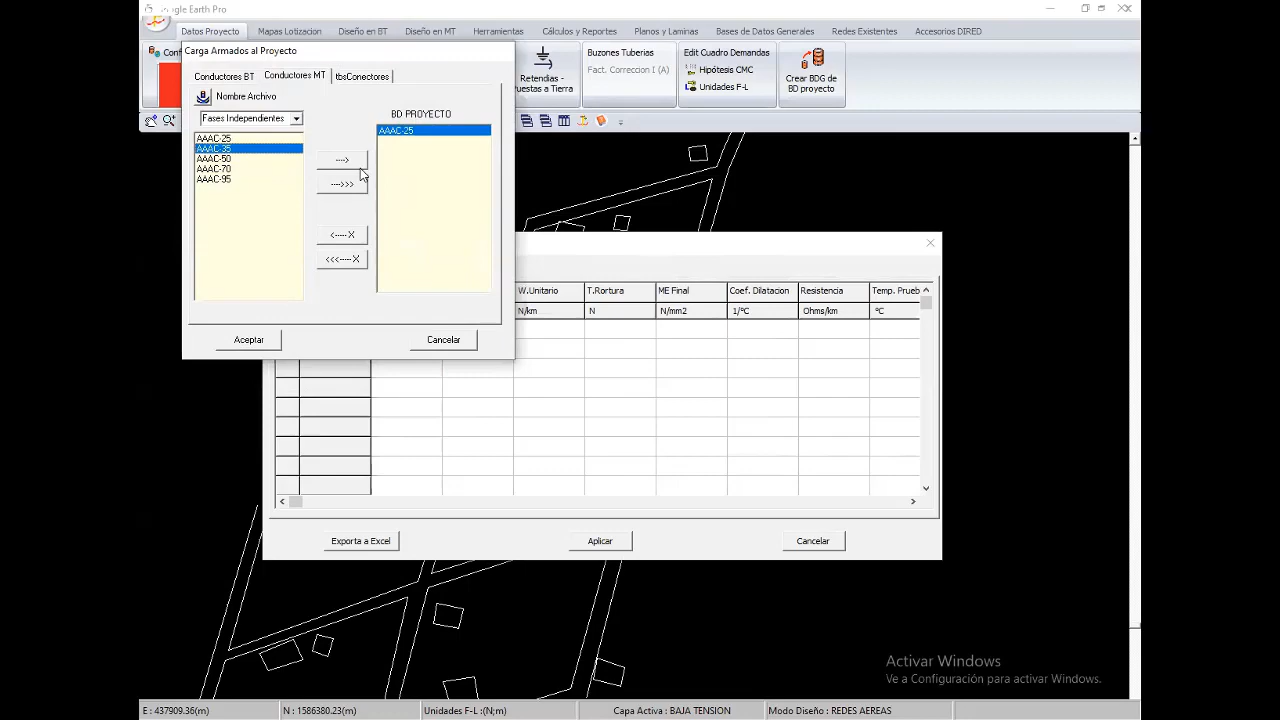 ogle Earth Pro
Datos Proyecto Mapas Lotizacion Diseño en BT Diseño en MT Herramientas Cálculos y Reportes Planos y Laminas Bases de Datos Generales Redes Existentes Accesorios DIRED
Conf
Retendias -
Puestas a Tierra
Buzones Tuberias
Fact. Correccion I (A)
Edit Cuadro Demandas
Hipótesis CMC
Unidades F-L
Crear BDG de
BD proyecto
Carga Armados al Proyecto
Conductores BT Conductores MT tbsConectores
Nombre Archivo
Fases Independientes
BD PROYECTO
AAAC-25
AAAC-35
AAAC-50
AAAC-70
AAAC-95
--->
--->>>
<----X
<<<----X
AAAC-25
Aceptar Cancelar
W.Unitario T.Rortura ME Final Coef. Dilatacion Resistencia Temp. Prueb
N/km N N/mm2 1/°C Ohms/km °C
Exporta a Excel Aplicar Cancelar
Activar Windows
Ve a Configuración para activar Windows.
E : 437909.36(m) N : 1586380.23(m) Unidades F-L :(N;m) Capa Activa : BAJA TENSION Modo Diseño : REDES AEREAS